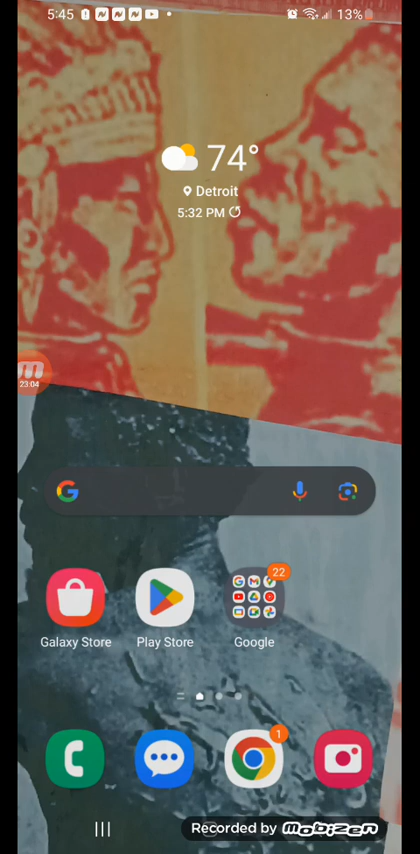 5:45
13%
74°
Detroit
5:32 PM
23:04
22
Galaxy Store
Play Store
Google
1
Recorded by mobizen